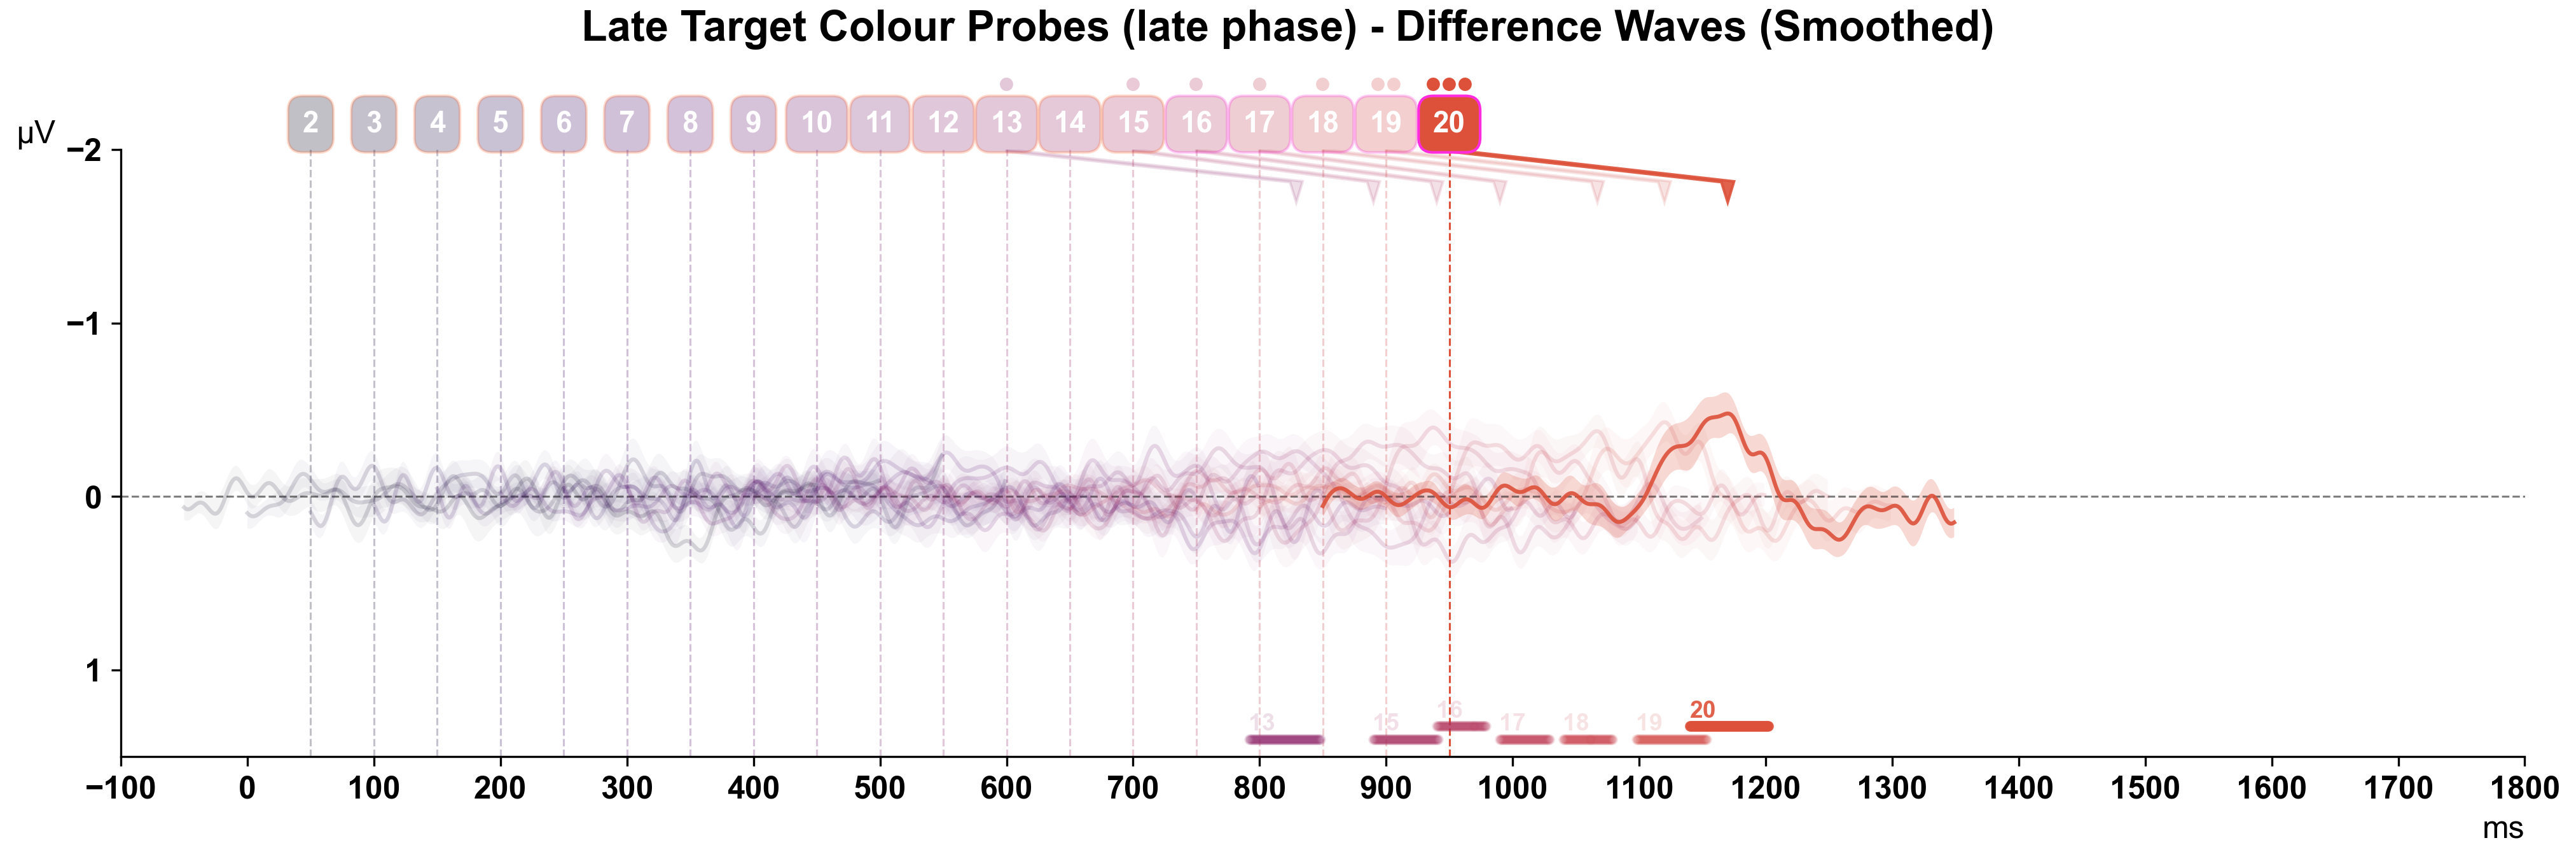 Late Target Colour Probes (late phase) - Difference Waves (Smoothed)
2 3 4 5 6 7 8 9 10 11 12 13 14 15 16 17 18 19 20
µV
−2
−1
0
1
13 15 16 17 18 19 20
−100 0 100 200 300 400 500 600 700 800 900 1000 1100 1200 1300 1400 1500 1600 1700 1800
ms